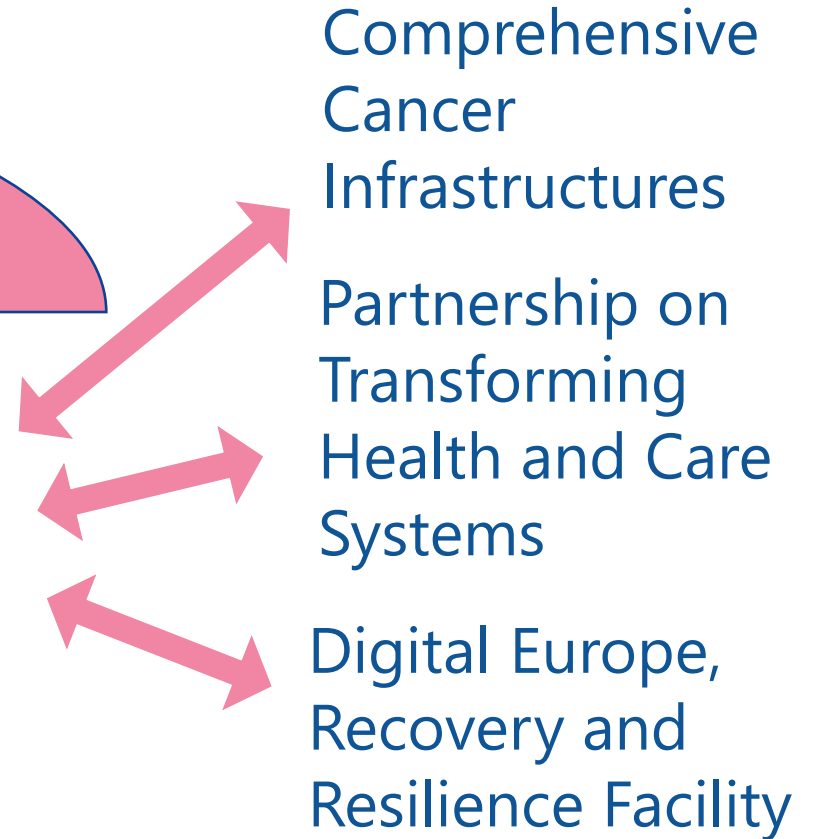 Comprehensive
Cancer
Infrastructures
Partnership on
Transforming
Health and Care
Systems
Digital Europe,
Recovery and
Resilience Facility